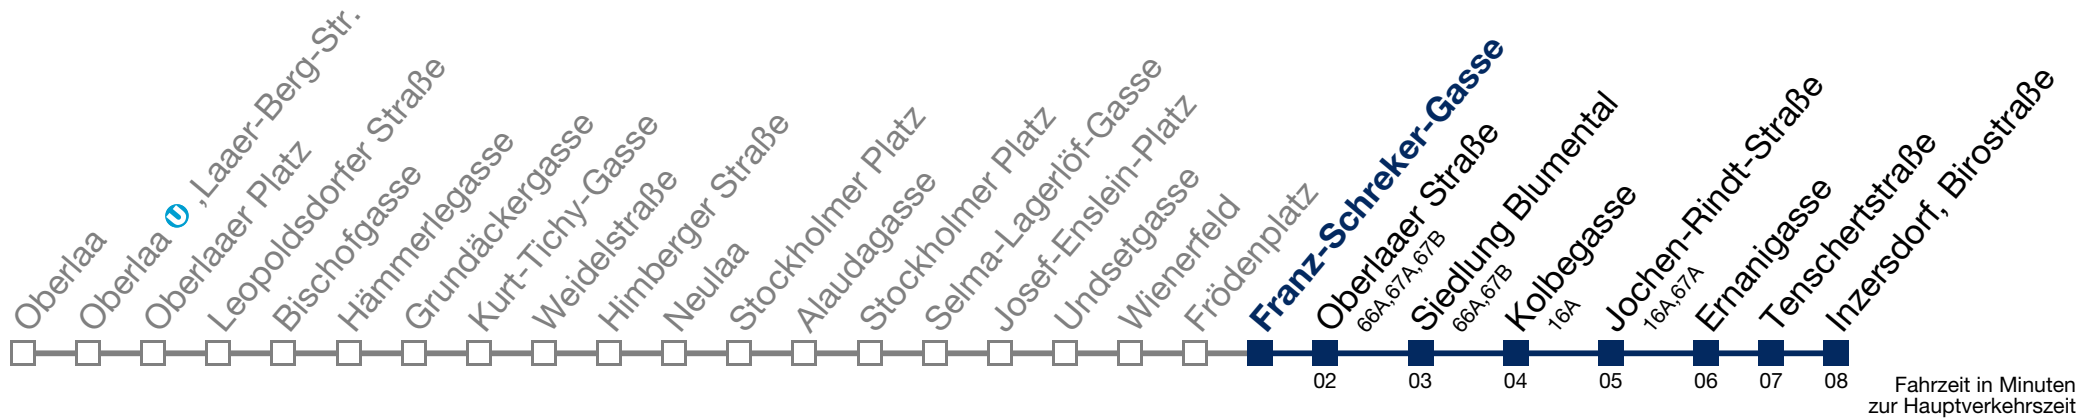 Oberlaa
Oberlaa U ,Laaer-Berg-Str.
Oberlaaer Platz
Leopoldsdorfer Straße
Bischofgasse
Hämmerlegasse
Grundäckergasse
Kurt-Tichy-Gasse
Weidelstraße
Himberger Straße
Neulaa
Stockholmer Platz
Alaudagasse
Stockholmer Platz
Selma-Lagerlöf-Gasse
Josef-Enslein-Platz
Undsetgasse
Wienerfeld
Frödenplatz
Franz-Schreker-Gasse
Oberlaaer Straße
66A,67A,67B
Siedlung Blumental
66A,67B
Kolbegasse
16A
Jochen-Rindt-Straße
16A,67A
Ernanigasse
Tenschertstraße
Inzersdorf, Birostraße
02 03 04 05 06 07 08
Fahrzeit in Minuten
zur Hauptverkehrszeit